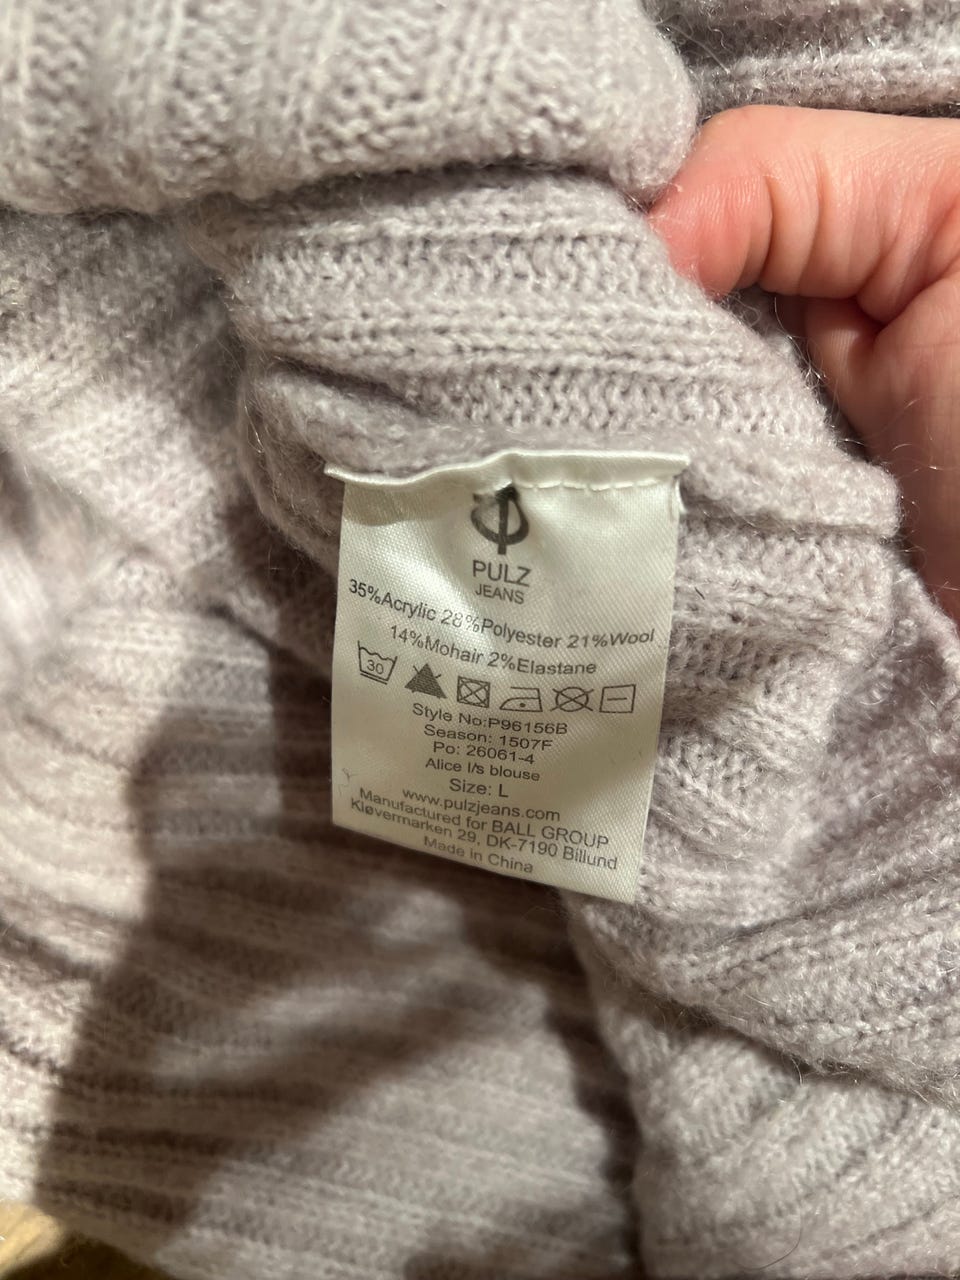 PULZ
JEANS
35%Acrylic 28%Polyester 21%Wool
14%Mohair 2%Elastane
30
Style No:P96156B
Season: 1507F
Po: 26061-4
Alice l/s blouse
Size: L
www.pulzjeans.com
Manufactured for BALL GROUP
Kløvermarken 29, DK-7190 Billund
Made in China